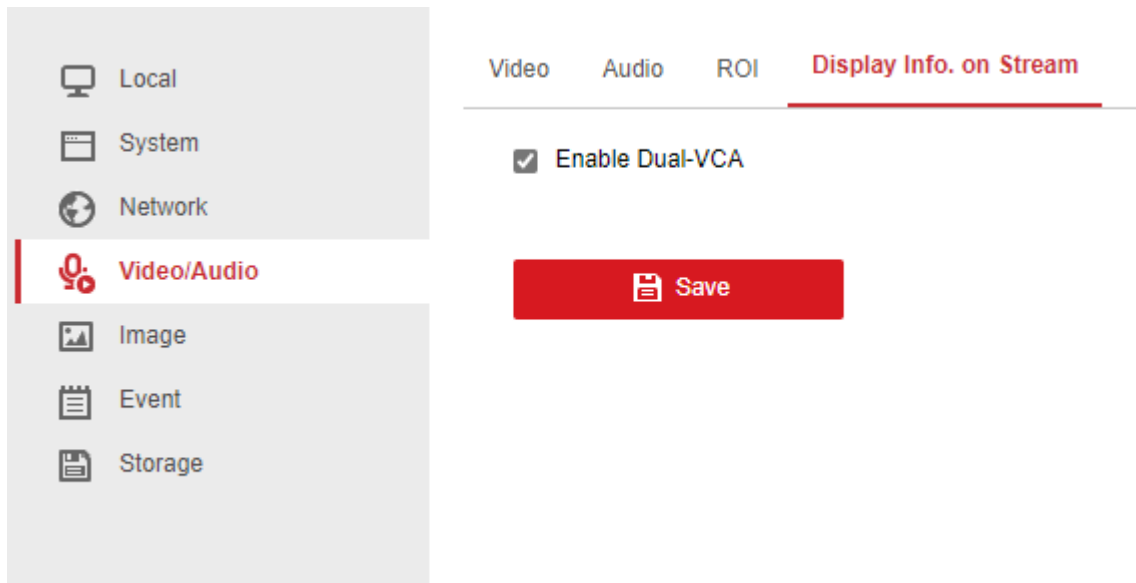 Local
System
Network
Video/Audio
Image
Event
Storage
Video Audio ROI Display Info. on Stream
Enable Dual-VCA
Save